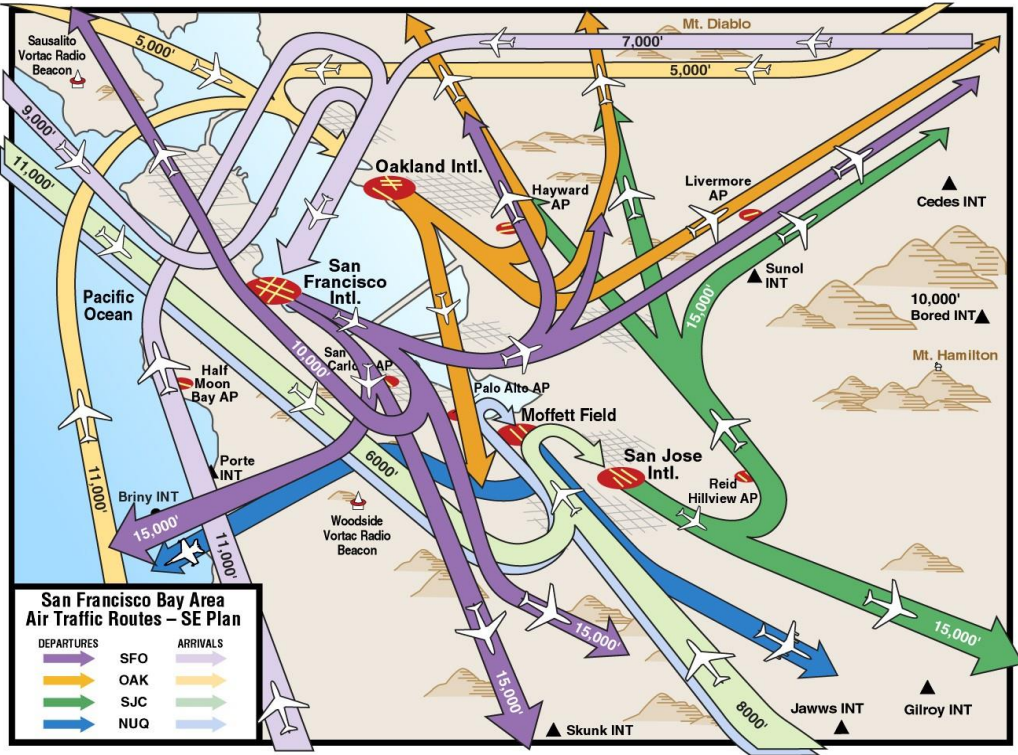 Sausalito
Vortac Radio
Beacon
5,000'
Mt. Diablo
7,000'
5,000'
9,000'
11,000'
Oakland Intl.
Hayward
AP
Livermore
AP
Cedes INT
San
Francisco
Intl.
Sunol
INT
Pacific
Ocean
15,000'
10,000'
Bored INT
10,000'
San
Carlos AP
Mt. Hamilton
Half
Moon
Bay AP
Palo Alto AP
Moffett Field
San Jose
Intl.
Reid
Hillview AP
Porte
INT
6000'
11,000'
Briny INT
Woodside
Vortac Radio
Beacon
15,000'
11,000'
15,000'
15,000'
15,000'
8000'
Jawws INT
Gilroy INT
Skunk INT
San Francisco Bay Area
Air Traffic Routes – SE Plan
DEPARTURES
ARRIVALS
SFO
OAK
SJC
NUQ